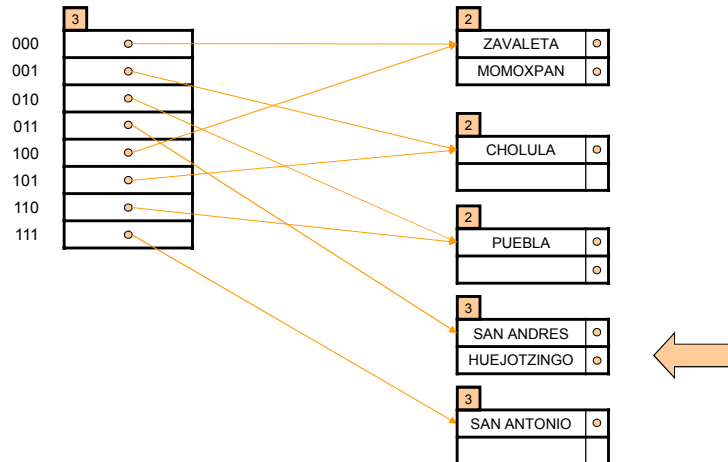 3
000
001
010
011
100
101
110
111
2
ZAVALETA
MOMOXPAN
2
CHOLULA
2
PUEBLA
3
SAN ANDRES
HUEJOTZINGO
3
SAN ANTONIO